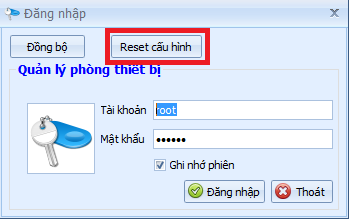 Đăng nhập
Đồng bộ
Reset cấu hình
Quản lý phòng thiết bị
Tài khoản root
Mật khẩu ••••••
Ghi nhớ phiên
Đăng nhập
Thoát